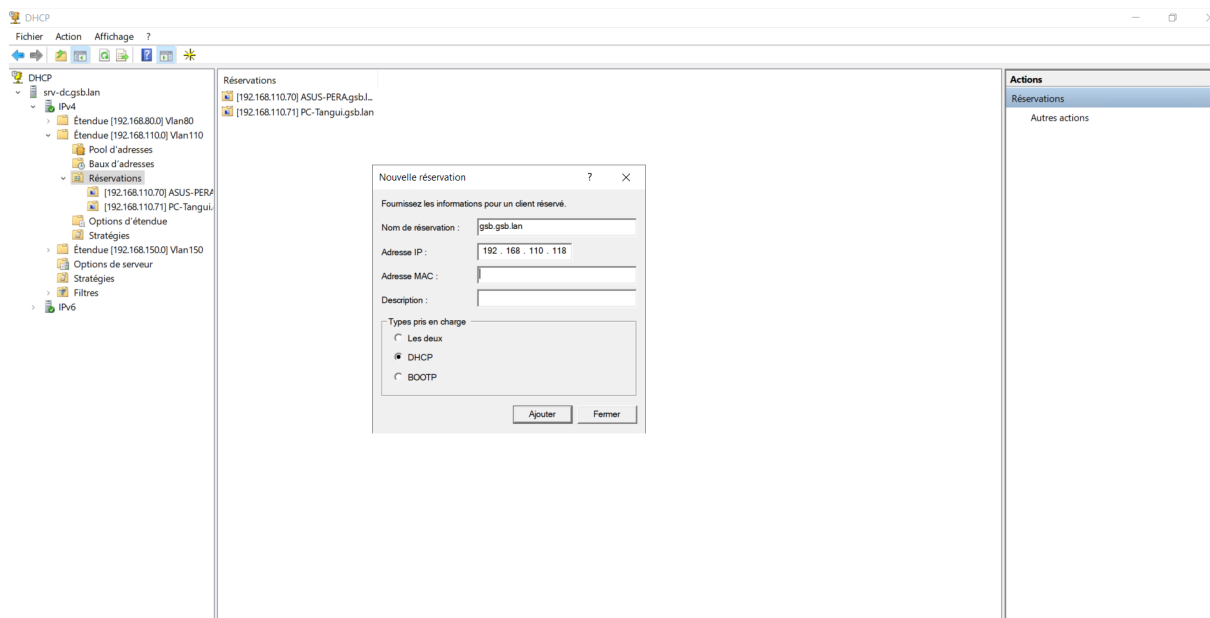 DHCP
Fichier Action Affichage ?
DHCP
srv-dc.gsb.lan
IPv4
Étendue [192.168.80.0] Vlan80
Étendue [192.168.110.0] Vlan110
Pool d'adresses
Baux d'adresses
Réservations
[192.168.110.70] ASUS-PERA
[192.168.110.71] PC-Tangui.
Options d'étendue
Stratégies
Étendue [192.168.150.0] Vlan150
Options de serveur
Stratégies
Filtres
IPv6
Réservations
[192.168.110.70] ASUS-PERA.gsb.l...
[192.168.110.71] PC-Tangui.gsb.lan
Nouvelle réservation ? ×
Fournissez les informations pour un client réservé.
Nom de réservation : gsb.gsb.lan
Adresse IP : 192 . 168 . 110 . 118
Adresse MAC :
Description :
Types pris en charge
Les deux
DHCP
BOOTP
Ajouter Fermer
Actions
Réservations
Autres actions